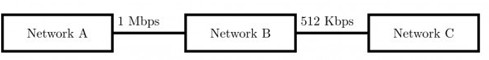 Network A
1 Mbps
Network B
512 Kbps
Network C